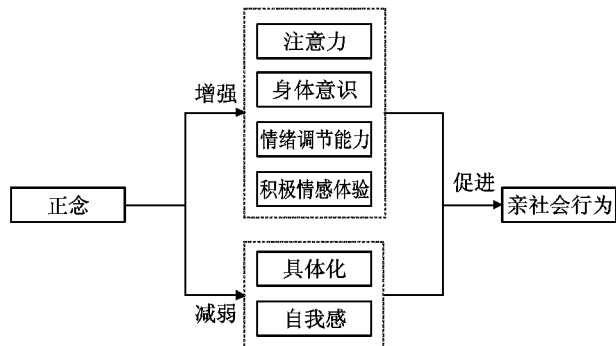 注意力
增强
身体意识
情绪调节能力
积极情感体验
正念
促进
亲社会行为
具体化
减弱
自我感